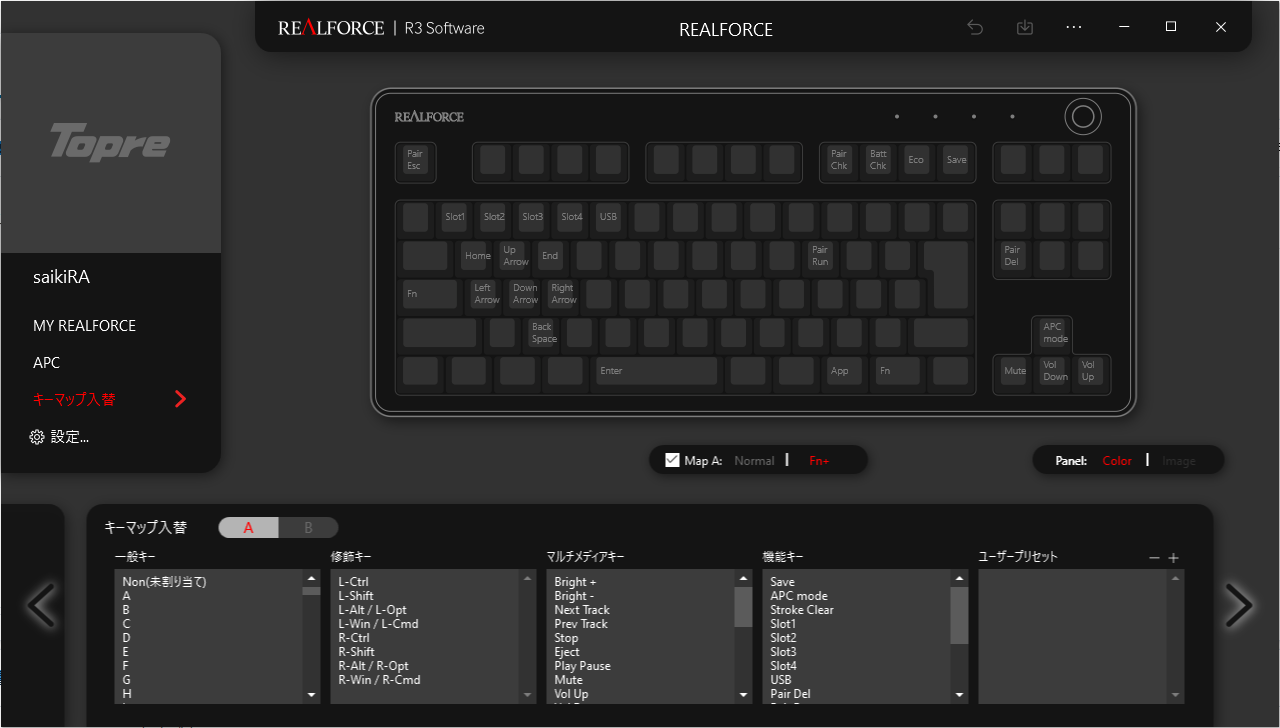 REALFORCE | R3 Software
REALFORCE
Topre
saikiRA
MY REALFORCE
APC
キーマップ入替
設定...
REALFORCE
Pair Esc
Pair Chk
Batt Chk
Eco
Save
Slot1
Slot2
Slot3
Slot4
USB
Home
Up Arrow
End
Pair Run
Pair Del
Fn
Left Arrow
Down Arrow
Right Arrow
Back Space
APC mode
Enter
App
Fn
Mute
Vol Down
Vol Up
Map A: Normal | Fn+
Panel: Color | Image
キーマップ入替
A
B
一般キー
Non(未割り当て)
A
B
C
D
E
F
G
H
修飾キー
L-Ctrl
L-Shift
L-Alt / L-Opt
L-Win / L-Cmd
R-Ctrl
R-Shift
R-Alt / R-Opt
R-Win / R-Cmd
マルチメディアキー
Bright +
Bright -
Next Track
Prev Track
Stop
Eject
Play Pause
Mute
Vol Up
機能キー
Save
APC mode
Stroke Clear
Slot1
Slot2
Slot3
Slot4
USB
Pair Del
ユーザープリセット